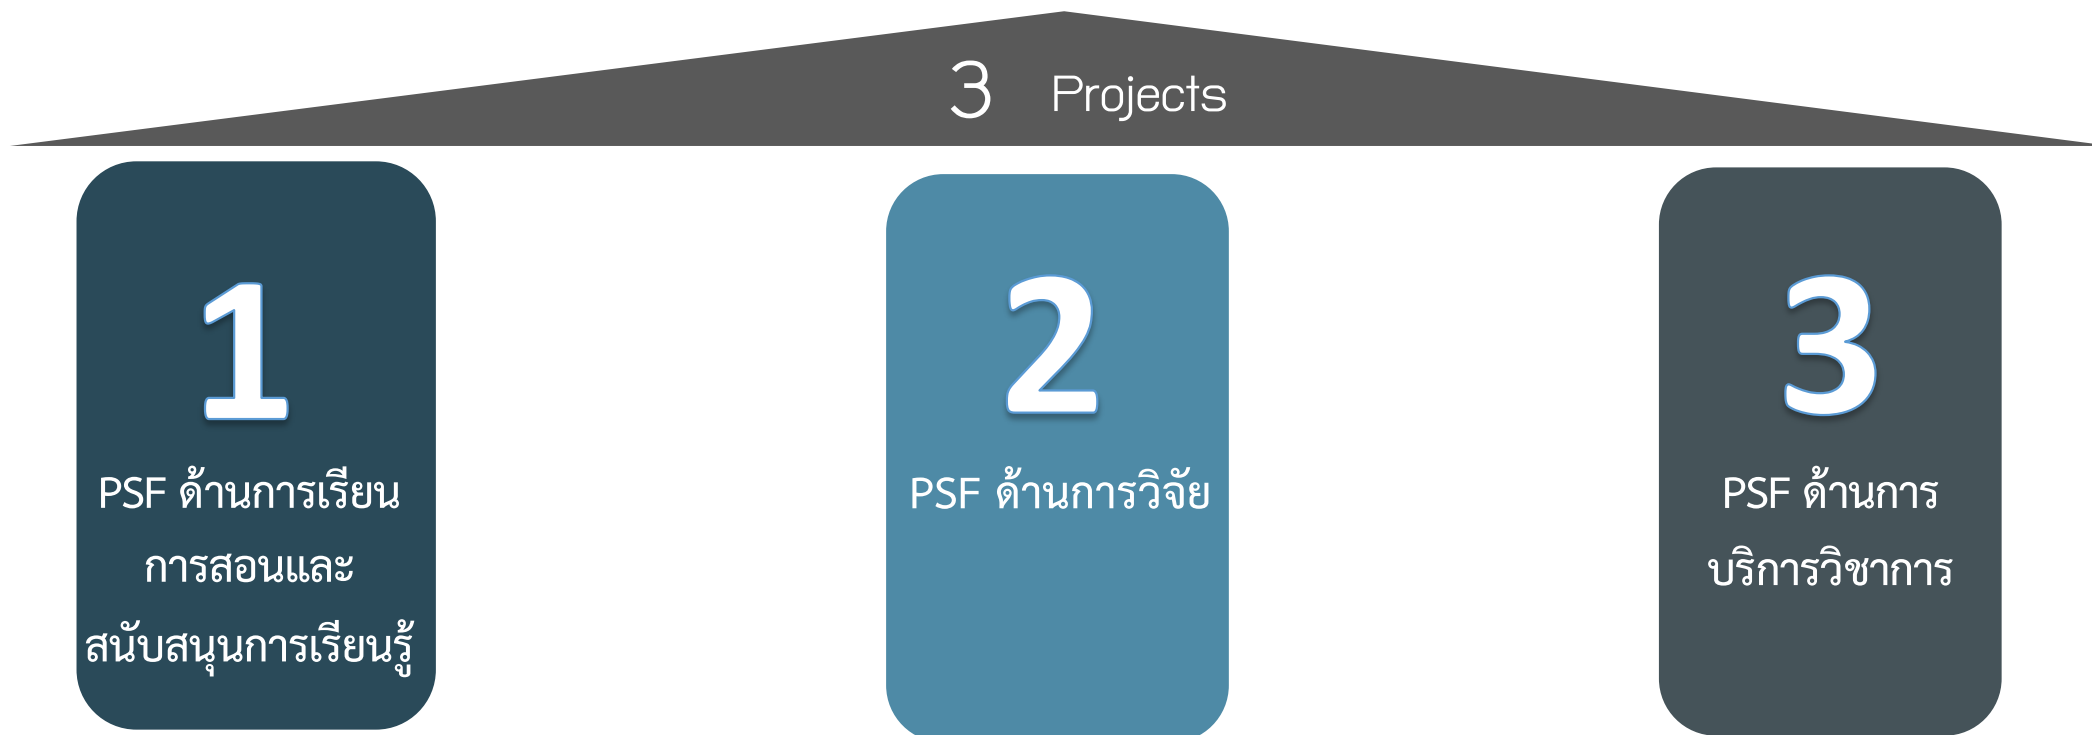 3 Projects
1
PSF ด้านการเรียน
การสอนและ
สนับสนุนการเรียนรู้
2
PSF ด้านการวิจัย
3
PSF ด้านการ
บริการวิชาการ